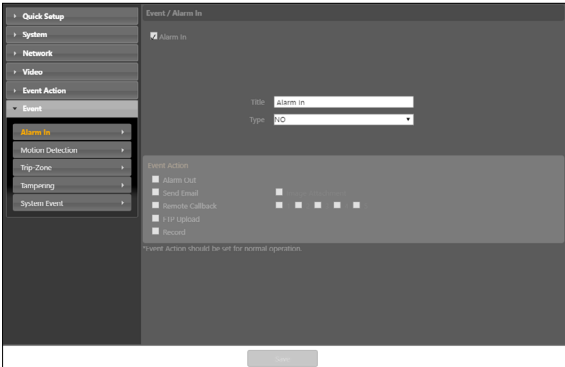 Quick Setup
System
Network
Video
Event Action
Event
Alarm In
Motion Detection
Trip-Zone
Tampering
System Event
Event / Alarm In
Alarm In
Title Alarm In
Type NO
Event Action
Alarm Out
Send Email
Remote Callback
FTP Upload
Record
*Event Action should be set for normal operation.
Save